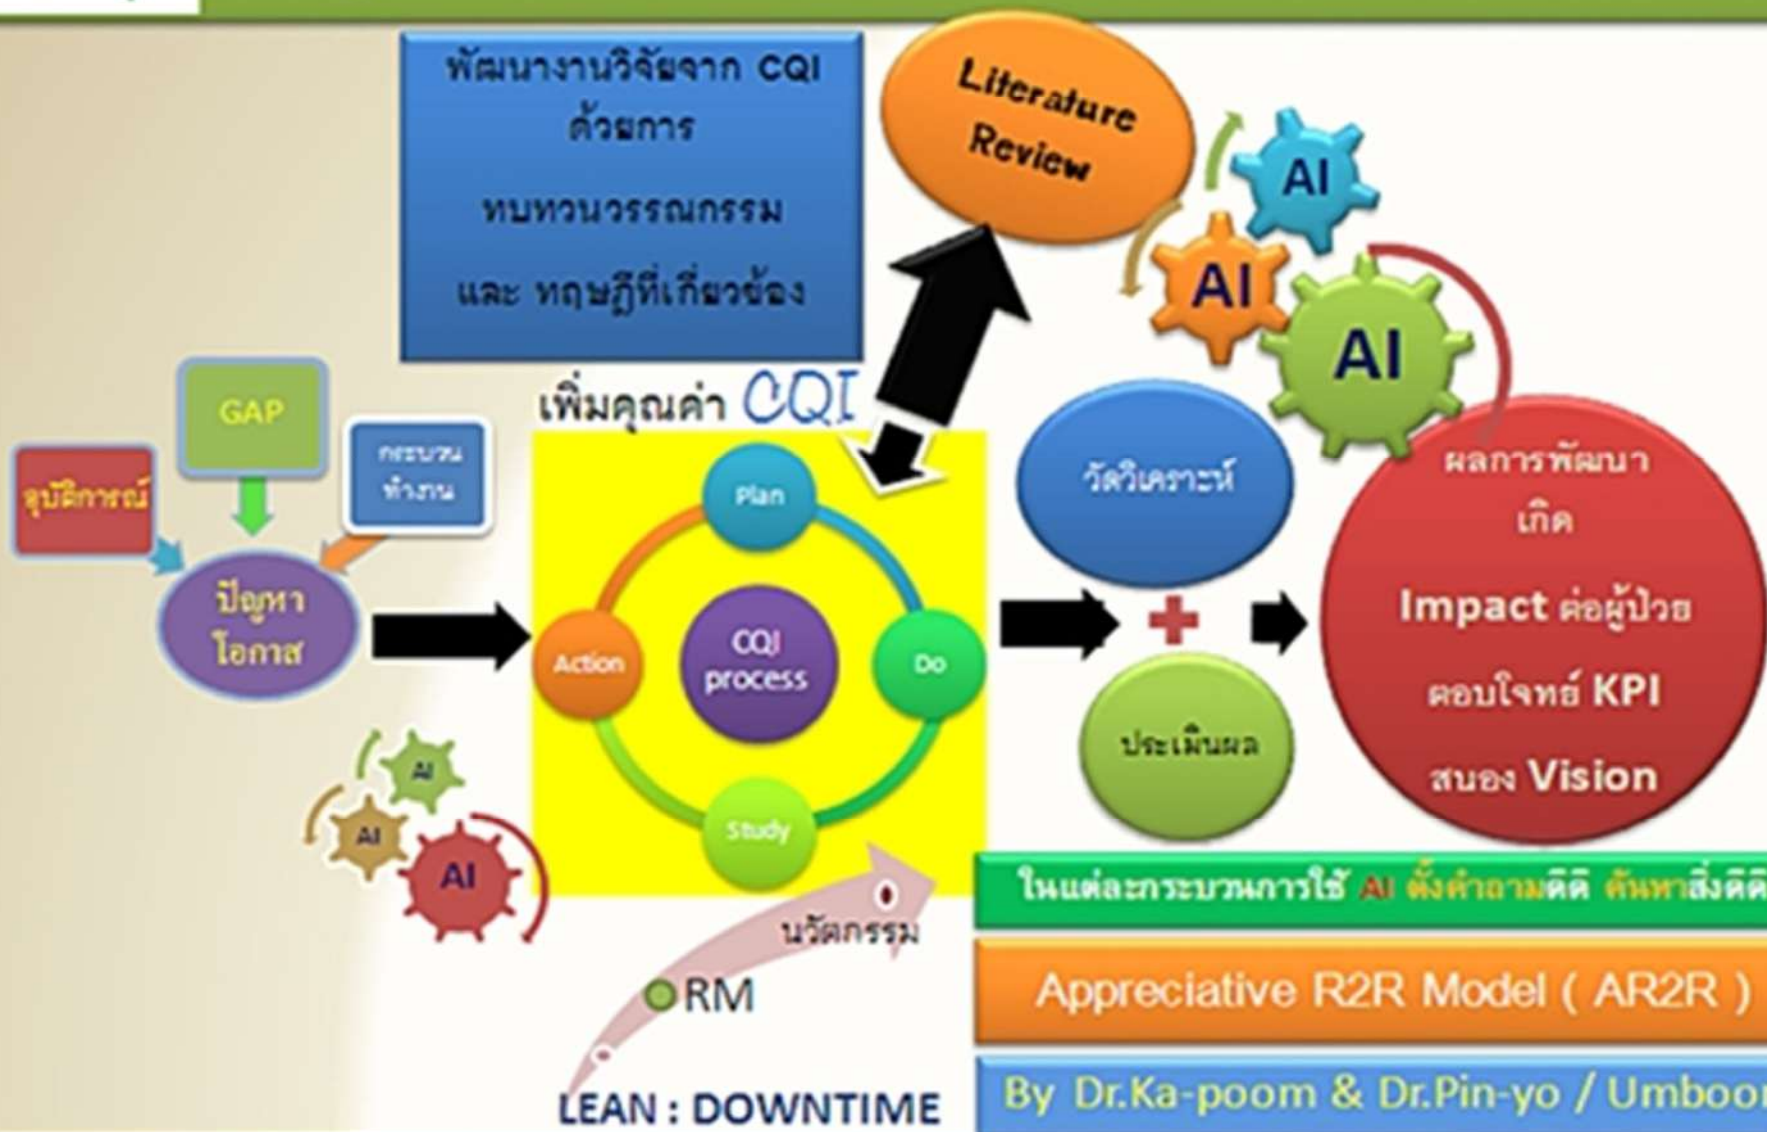 พัฒนางานวิจัยจาก CQI
ด้วยการ
ทบทวนวรรณกรรม
และ ทฤษฎีที่เกี่ยวข้อง
Literature
Review
AI
AI
AI
เพิ่มคุณค่า CQI
GAP
อุบัติการณ์
กระบวน
ทำงาน
ปัญหา
โอกาส
Plan
Action
CQI
process
Do
Study
วัดวิเคราะห์
ประเมินผล
ผลการพัฒนา
เกิด
Impact ต่อผู้ป่วย
ตอบโจทย์ KPI
สนอง Vision
AI
AI
AI
นวัตกรรม
RM
LEAN : DOWNTIME
ในแต่ละกระบวนการใช้ AI ตั้งคำถามดีดี ค้นหาสิ่งดีดี
Appreciative R2R Model ( AR2R )
By Dr.Ka-poom & Dr.Pin-yo / Umboon